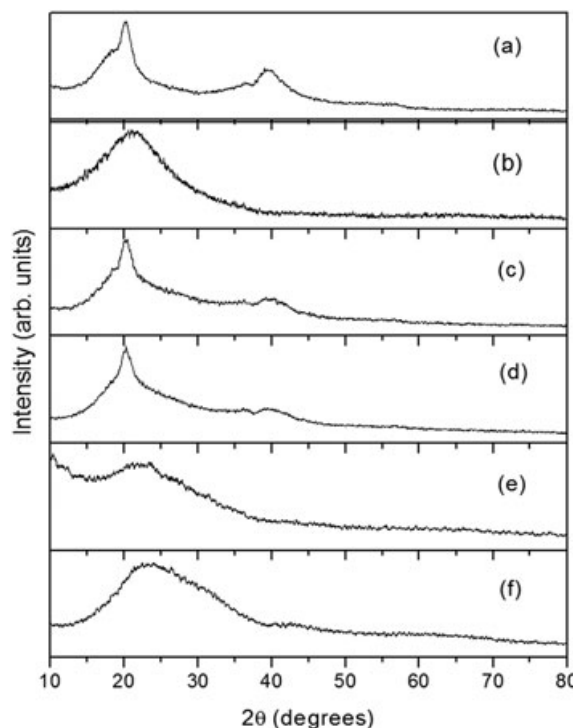 (a)
(b)
(c)
(d)
(e)
(f)
Intensity (arb. units)
10 20 30 40 50 60 70 80
2θ (degrees)